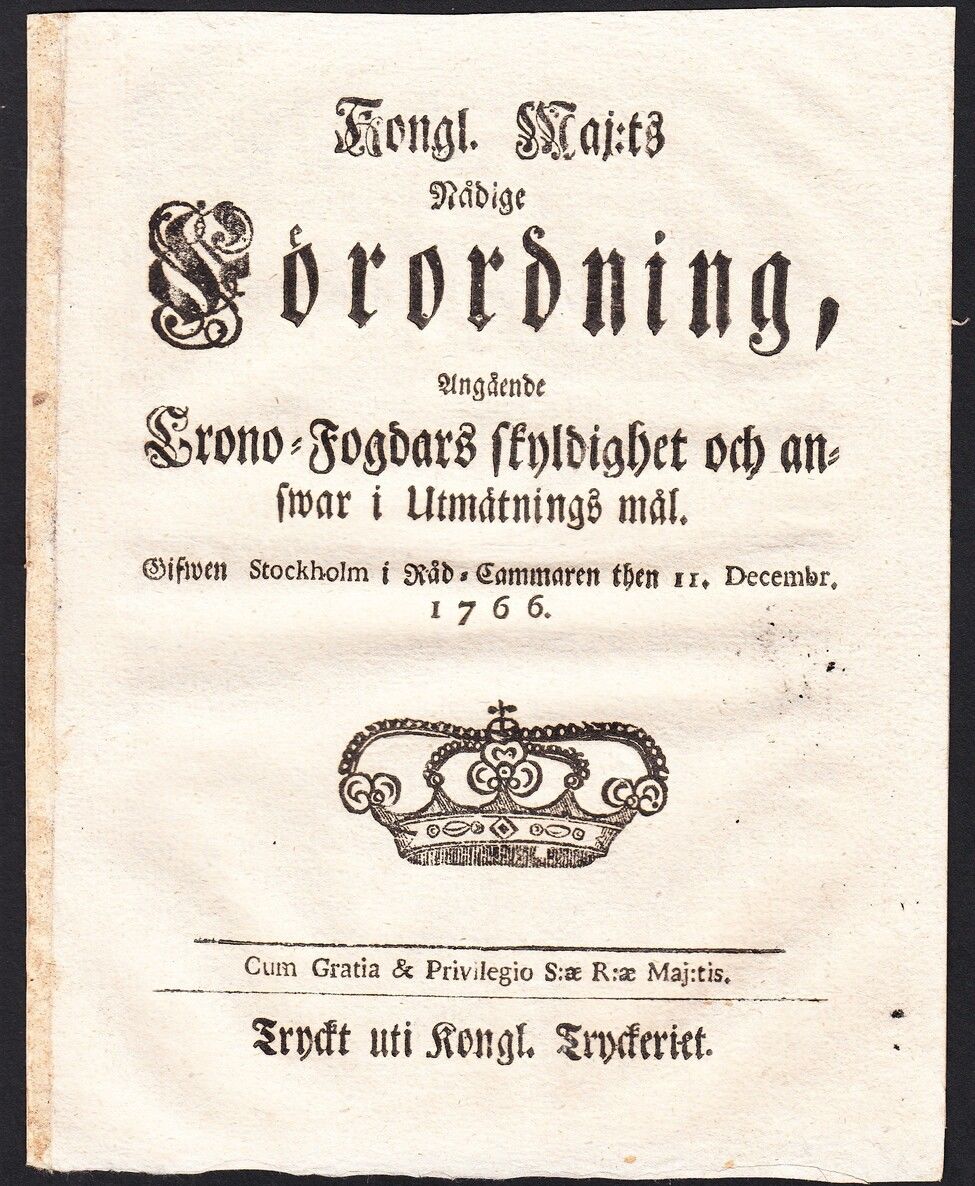 Kongl. Maj:ts
Nådige
Förordning,
Angående
Crono-Fogdars skyldighet och an-
swar i Utmätnings mål.
Gifwen Stockholm i Råd-Cammaren then 11. Decembr.
1766.
Cum Gratia & Privilegio S:æ R:æ Maj:tis.
Tryckt uti Kongl. Tryckeriet.